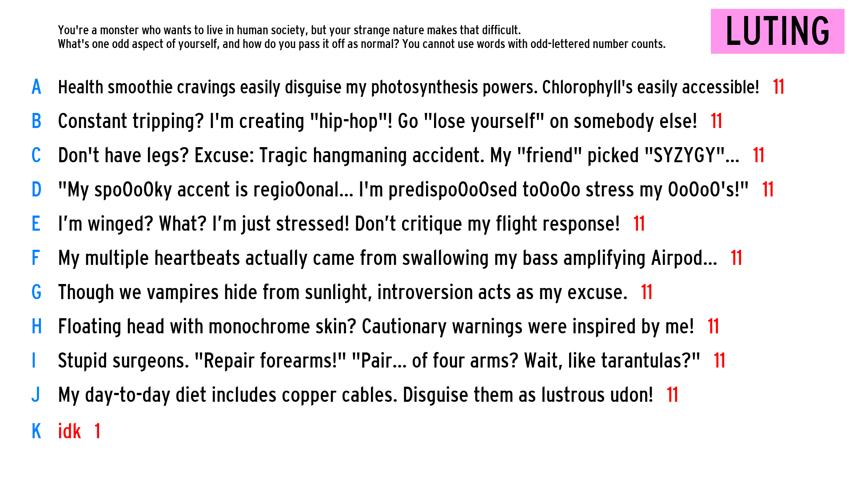 You're a monster who wants to live in human society, but your strange nature makes that difficult.
What's one odd aspect of yourself, and how do you pass it off as normal? You cannot use words with odd-lettered number counts.
LUTING
A Health smoothie cravings easily disguise my photosynthesis powers. Chlorophyll's easily accessible! 11
B Constant tripping? I'm creating "hip-hop"! Go "lose yourself" on somebody else! 11
C Don't have legs? Excuse: Tragic hangmaning accident. My "friend" picked "SYZYGY"... 11
D "My spoOoOky accent is regioOonal... I'm predispoOoOsed toOoOo stress my OoOoO's!" 11
E I’m winged? What? I’m just stressed! Don’t critique my flight response! 11
F My multiple heartbeats actually came from swallowing my bass amplifying Airpod... 11
G Though we vampires hide from sunlight, introversion acts as my excuse. 11
H Floating head with monochrome skin? Cautionary warnings were inspired by me! 11
I Stupid surgeons. "Repair forearms!" "Pair... of four arms? Wait, like tarantulas?" 11
J My day-to-day diet includes copper cables. Disguise them as lustrous udon! 11
K idk 1